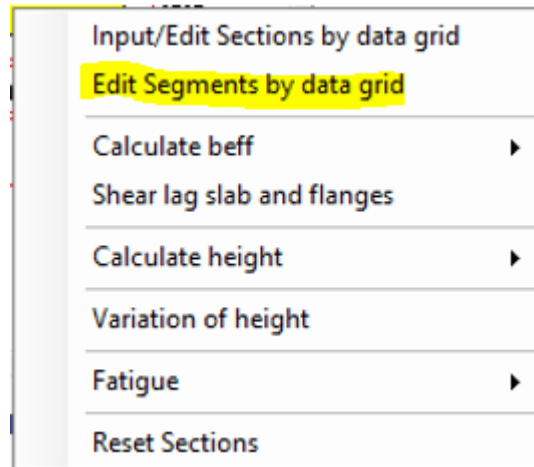 Input/Edit Sections by data grid
Edit Segments by data grid
Calculate beff
Shear lag slab and flanges
Calculate height
Variation of height
Fatigue
Reset Sections